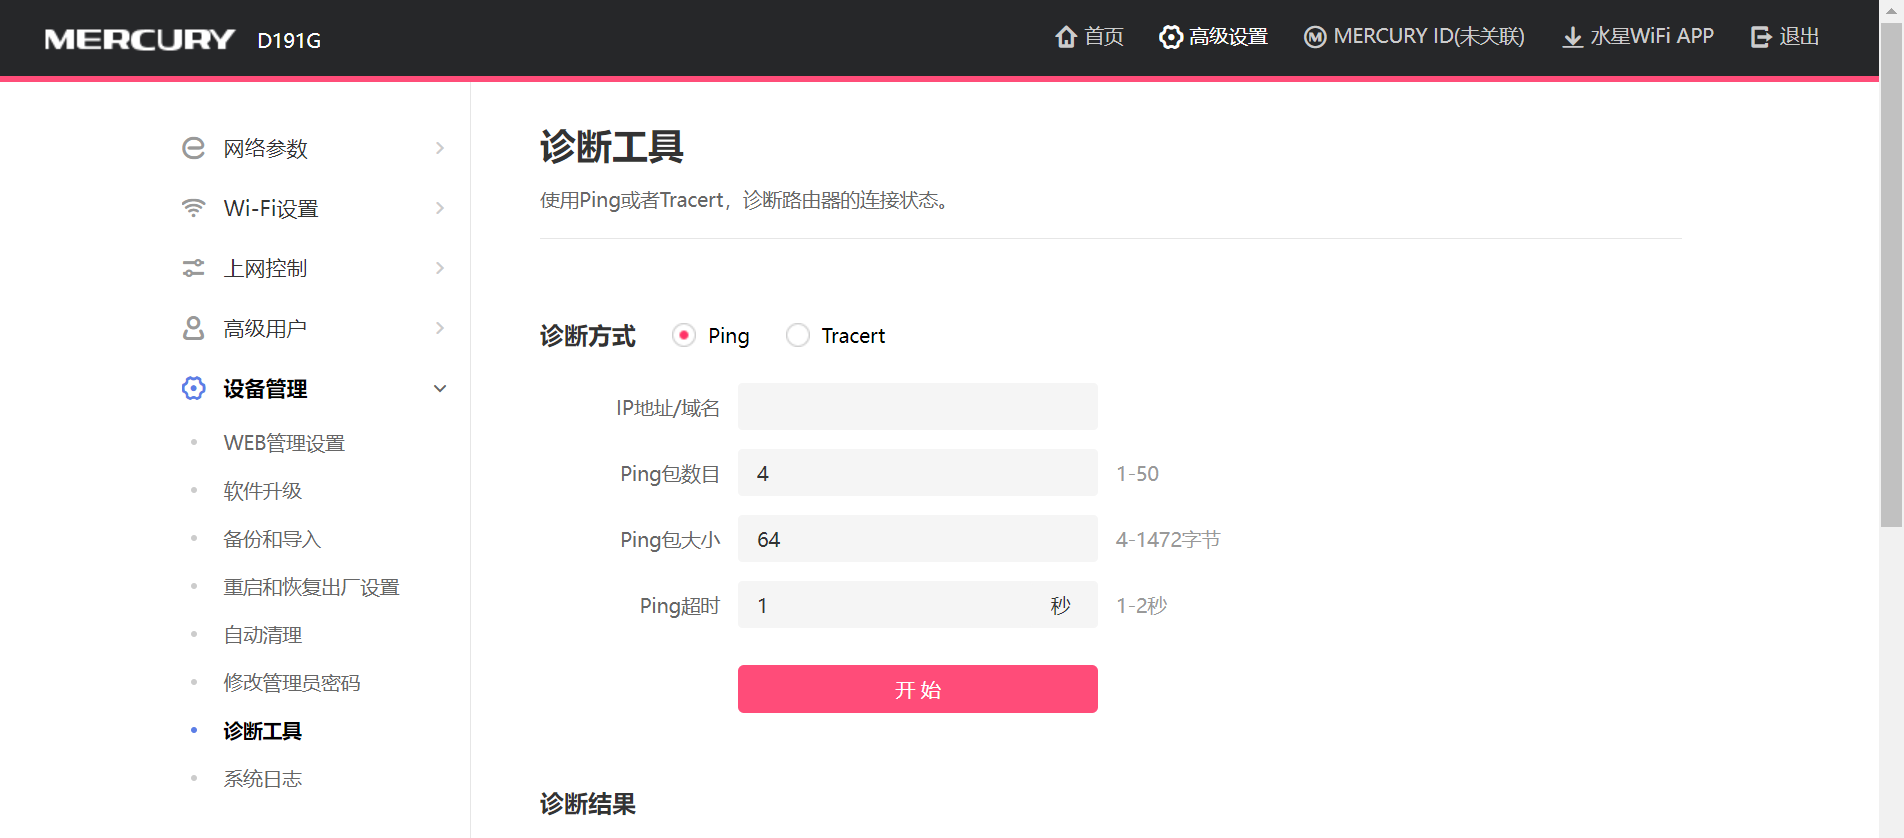 MERCURY D191G
首页 高级设置 MERCURY ID(未关联) 水星WiFi APP 退出
网络参数
Wi-Fi设置
上网控制
高级用户
设备管理
WEB管理设置
软件升级
备份和导入
重启和恢复出厂设置
自动清理
修改管理员密码
诊断工具
系统日志
诊断工具
使用Ping或者Tracert，诊断路由器的连接状态。
诊断方式 Ping Tracert
IP地址/域名
Ping包数目 4 1-50
Ping包大小 64 4-1472字节
Ping超时 1 秒 1-2秒
开 始
诊断结果